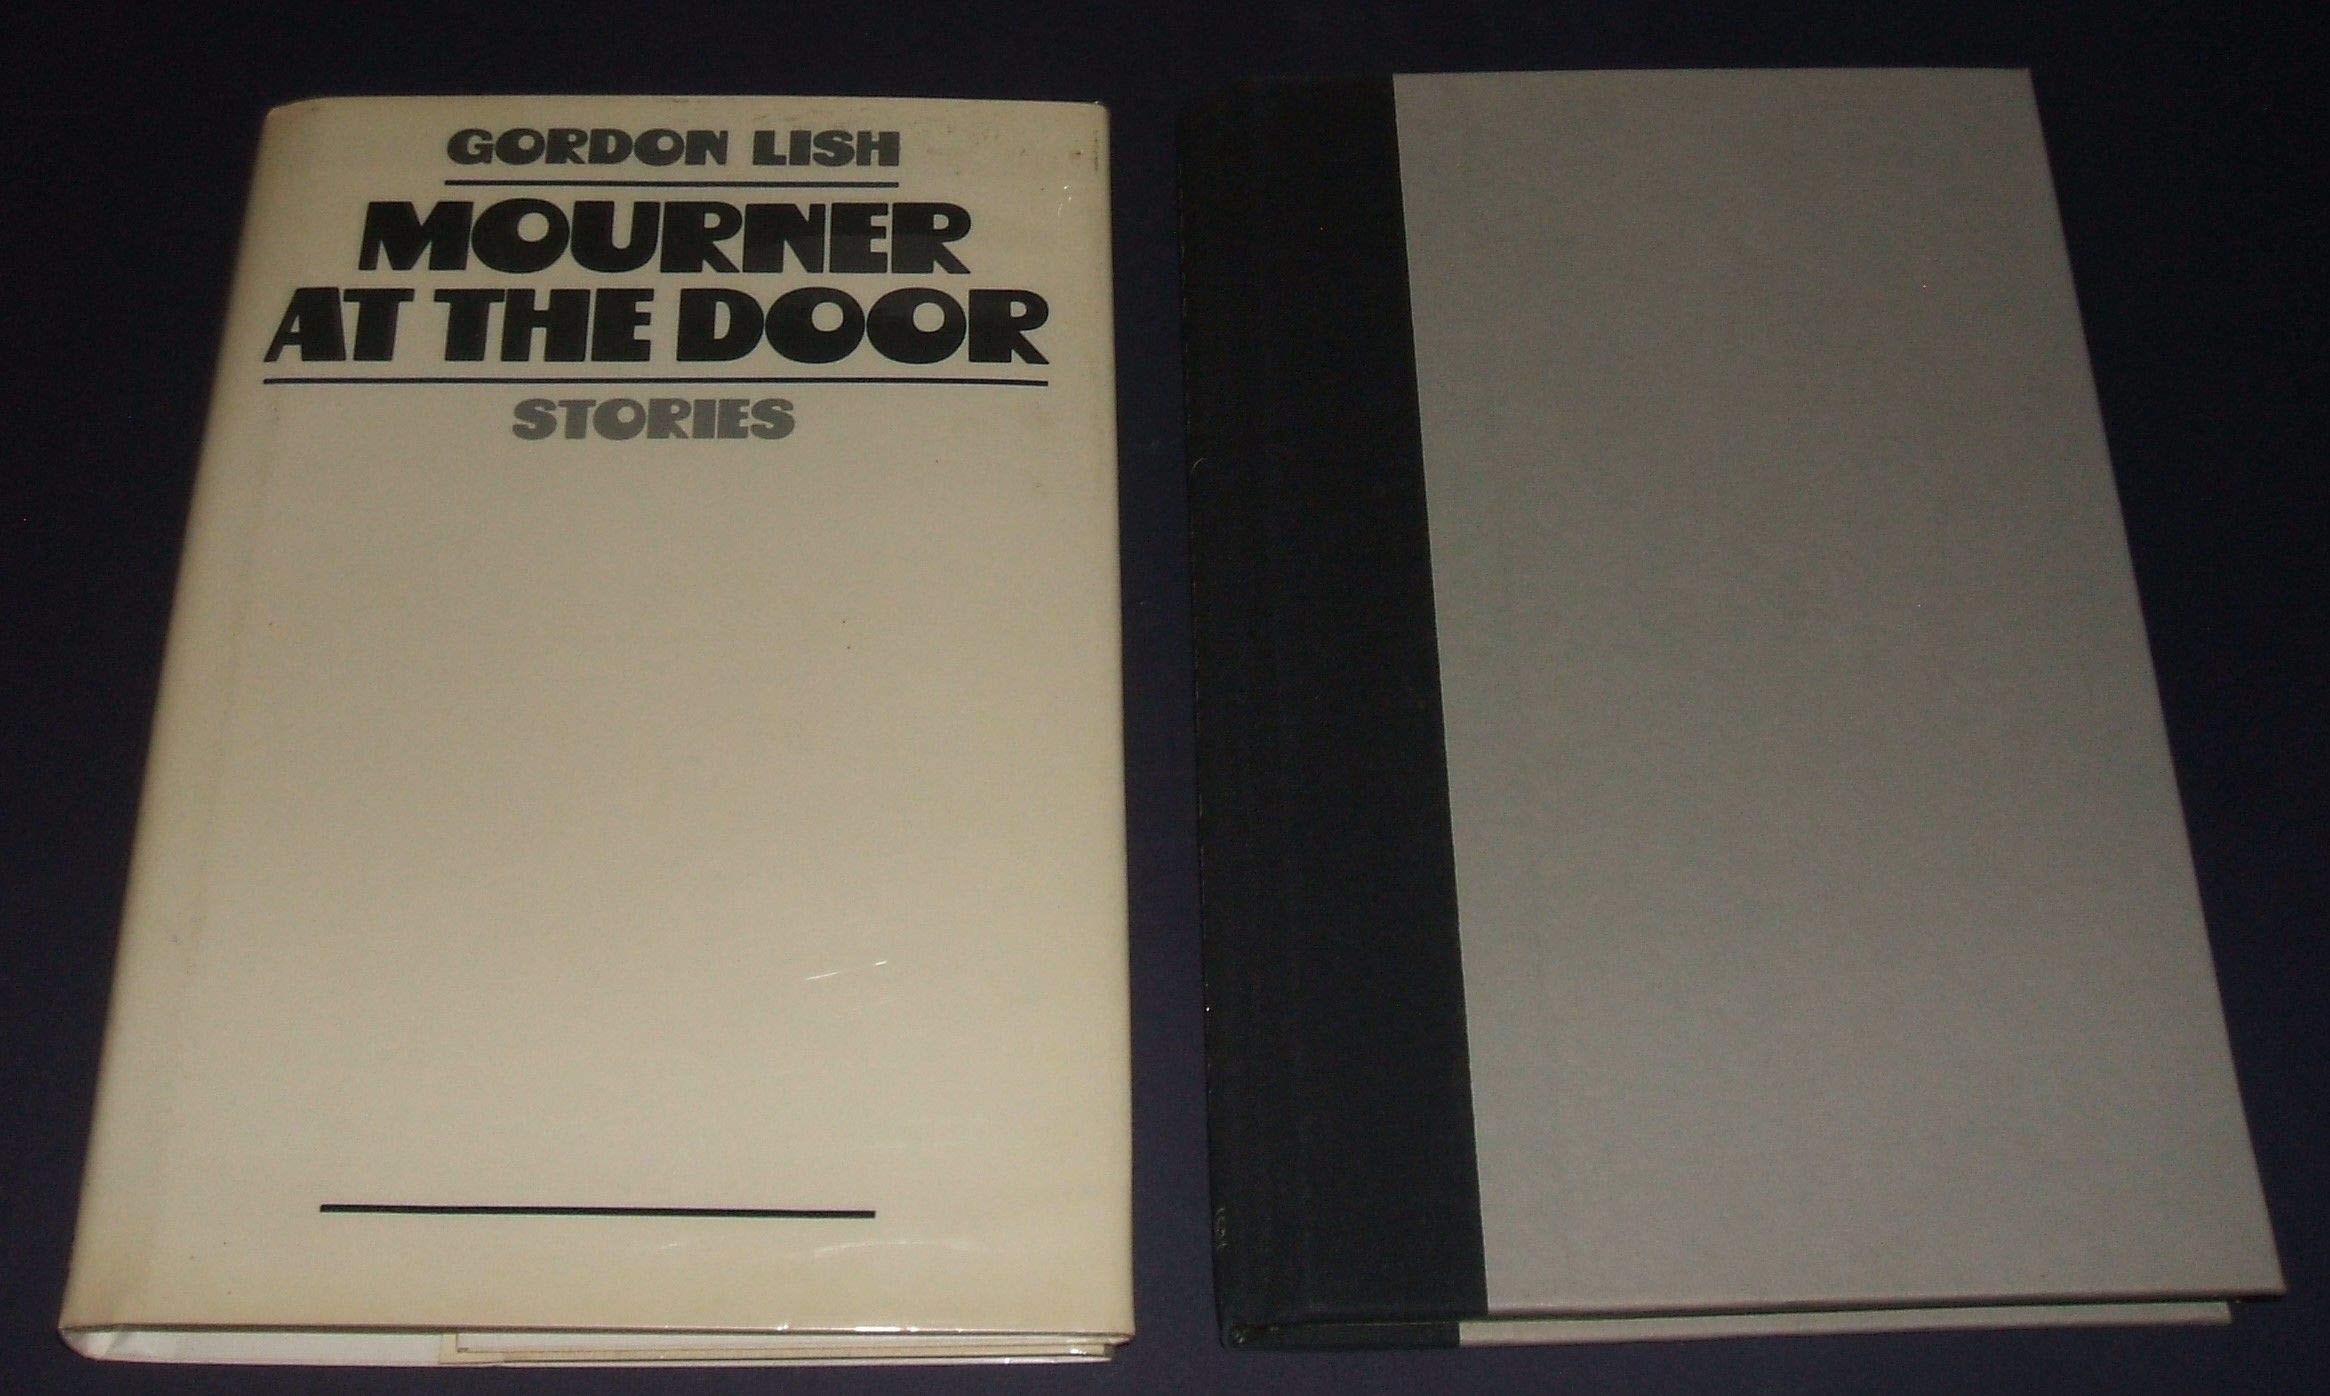 GORDON LISH
MOURNER
AT THE DOOR
STORIES